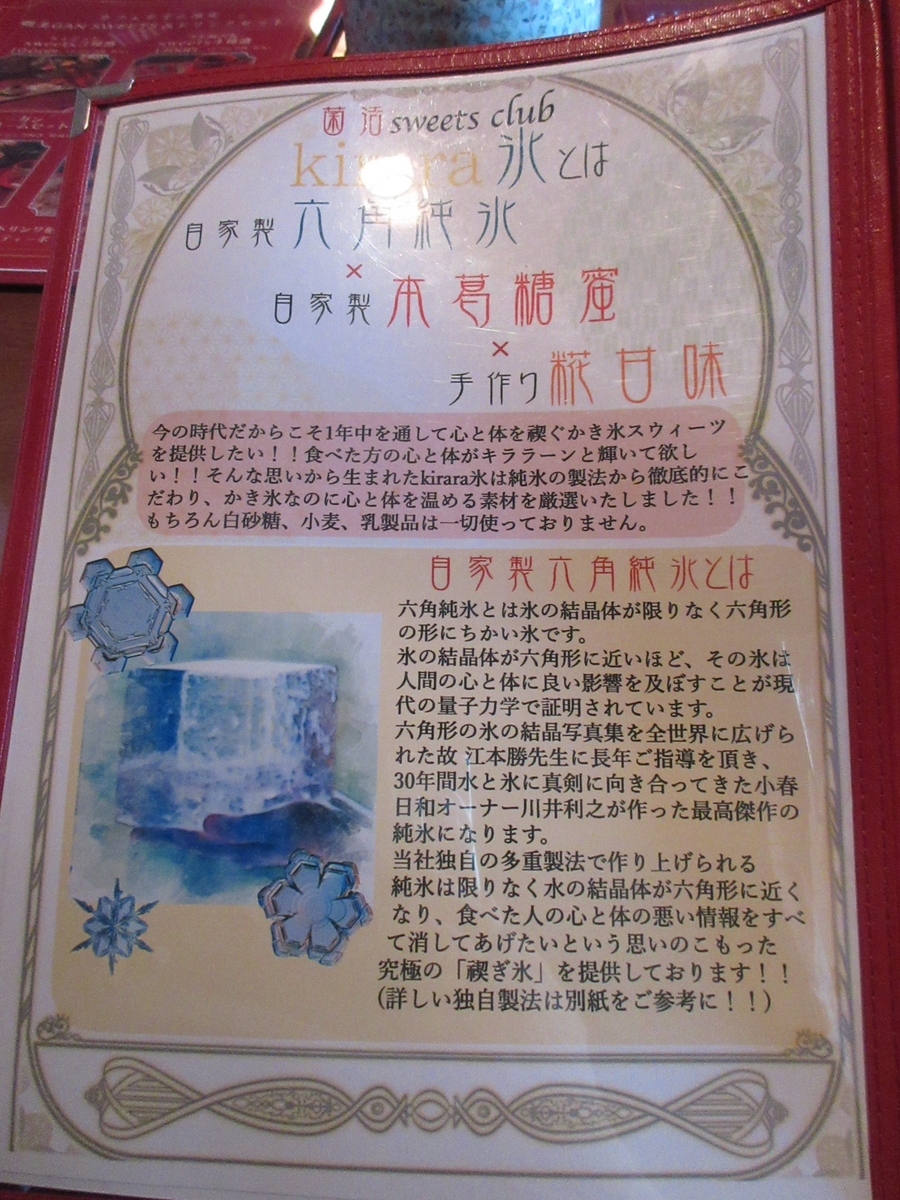 菌活sweets club
kirara氷とは
自家製六角純氷
×
自家製本葛糖蜜
×
手作り糀甘味
今の時代だからこそ1年中を通して心と体を禊ぐかき氷スウィーツ
を提供したい！！食べた方の心と体がキララーンと輝いて欲し
い！！そんな思いから生まれたkirara氷は純氷の製法から徹底的にこ
だわり、かき氷なのに心と体を温める素材を厳選いたしました！！
もちろん白砂糖、小麦、乳製品は一切使っておりません。
自家製六角純氷とは
六角純氷とは氷の結晶体が限りなく六角形
の形にちかい氷です。
氷の結晶体が六角形に近いほど、その氷は
人間の心と体に良い影響を及ぼすことが現
代の量子力学で証明されています。
六角形の氷の結晶写真集を全世界に広げら
れた故 江本勝先生に長年ご指導を頂き、
30年間水と氷に真剣に向き合ってきた小春
日和オーナー川井利之が作った最高傑作の
純氷になります。
当社独自の多重製法で作り上げられる
純氷は限りなく水の結晶体が六角形に近く
なり、食べた人の心と体の悪い情報をすべ
て消してあげたいという思いのこもった
究極の「禊ぎ氷」を提供しております！！
(詳しい独自製法は別紙をご参考に！！)